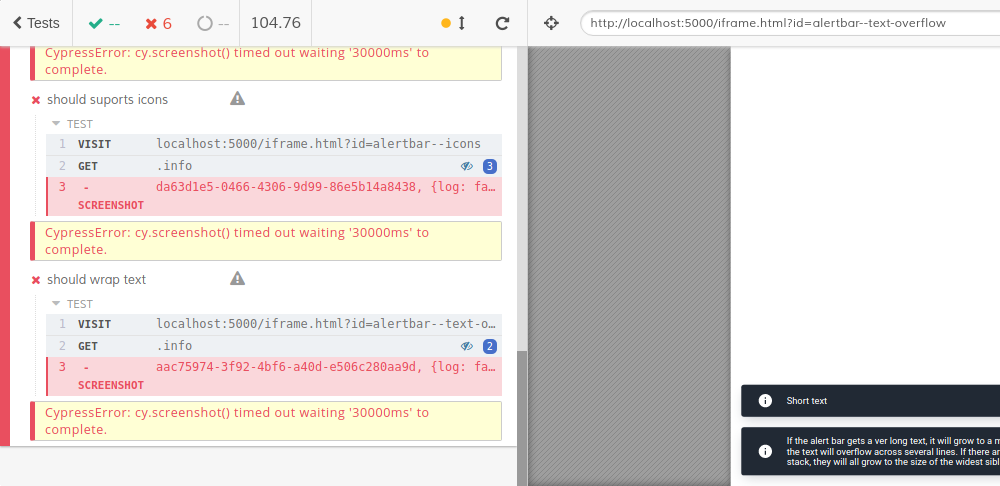 Tests -- 6 -- 104.76 http://localhost:5000/iframe.html?id=alertbar--text-overflow
CypressError: cy.screenshot() timed out waiting '30000ms' to
complete.
should suports icons
TEST
1 VISIT localhost:5000/iframe.html?id=alertbar--icons
2 GET .info 3
3 - da63d1e5-0466-4306-9d99-86e5b14a8438, {log: fa…
SCREENSHOT
CypressError: cy.screenshot() timed out waiting '30000ms' to
complete.
should wrap text
TEST
1 VISIT localhost:5000/iframe.html?id=alertbar--text-o…
2 GET .info 2
3 - aac75974-3f92-4bf6-a40d-e506c280aa9d, {log: fa…
SCREENSHOT
CypressError: cy.screenshot() timed out waiting '30000ms' to
complete.
Short text
If the alert bar gets a ver long text, it will grow to a m
the text will overflow across several lines. If there ar
stack, they will all grow to the size of the widest sibl